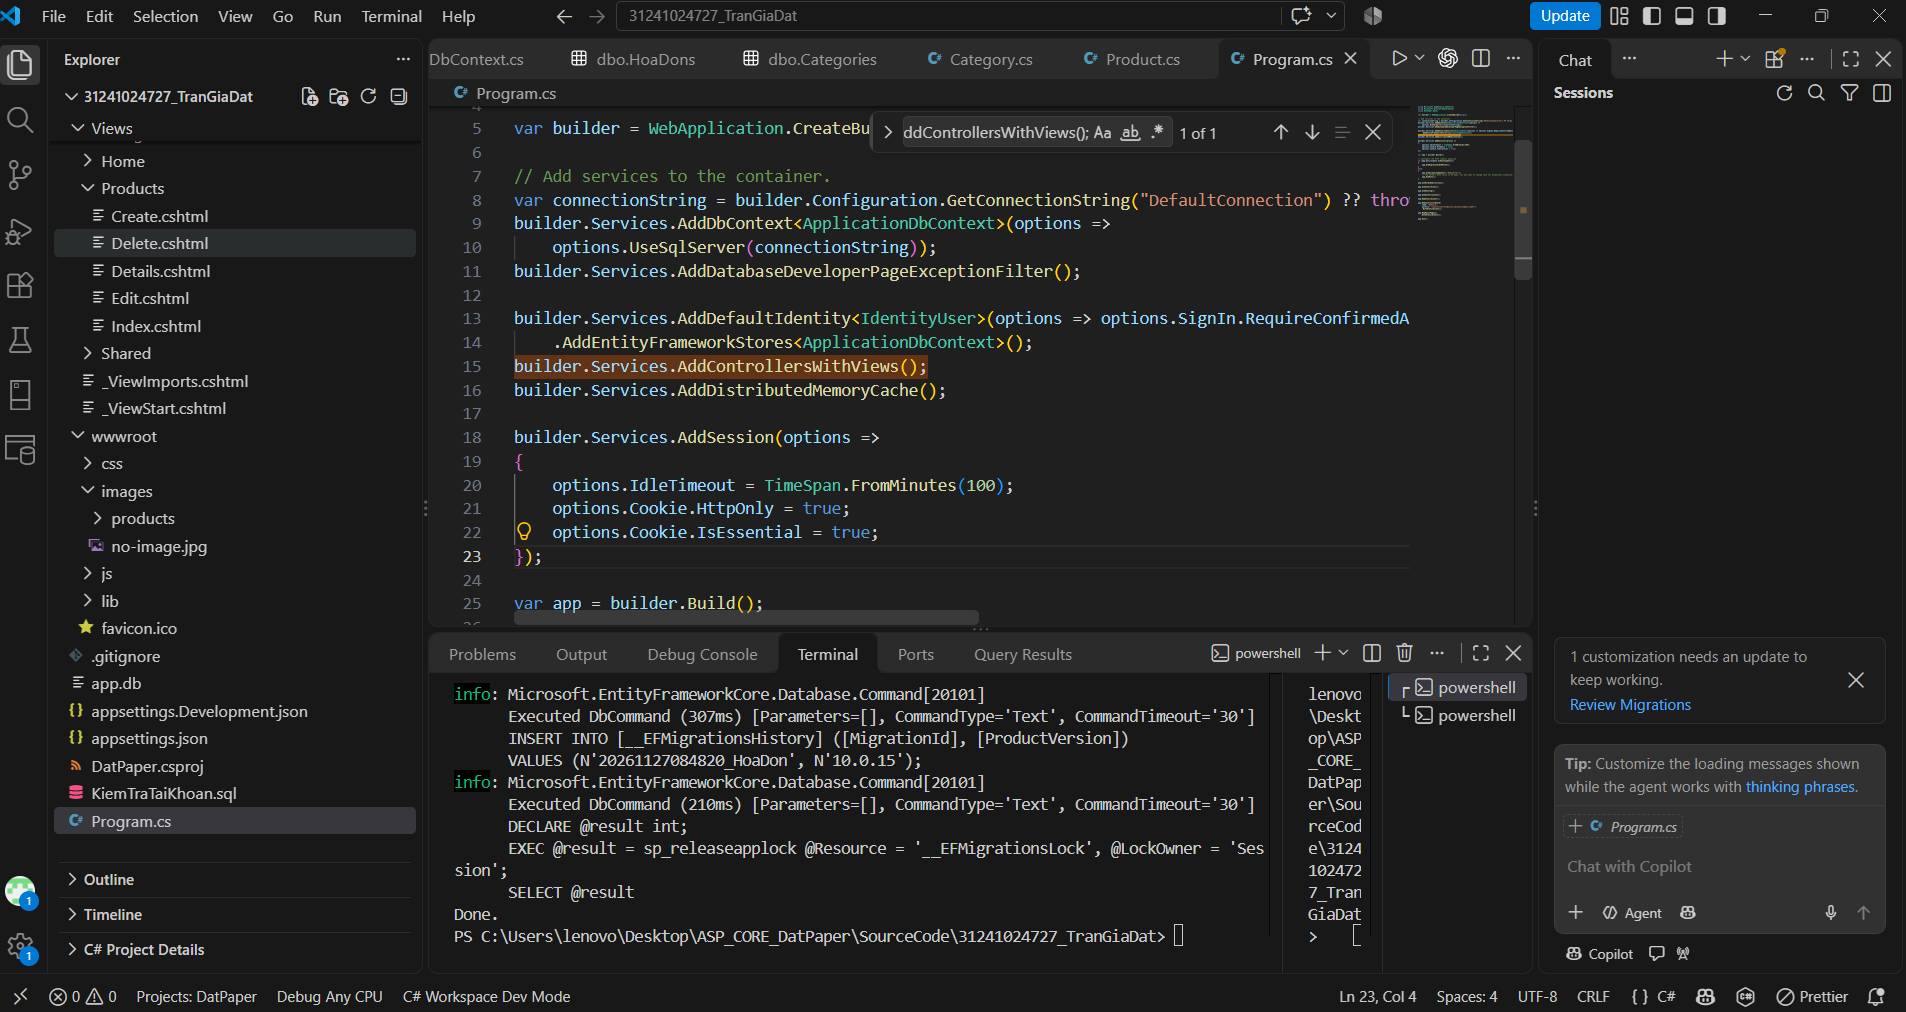 File Edit Selection View Go Run Terminal Help
31241024727_TranGiaDat
Update
Explorer
31241024727_TranGiaDat
Views
Home
Products
Create.cshtml
Delete.cshtml
Details.cshtml
Edit.cshtml
Index.cshtml
Shared
_ViewImports.cshtml
_ViewStart.cshtml
wwwroot
css
images
products
no-image.jpg
js
lib
favicon.ico
.gitignore
app.db
appsettings.Development.json
appsettings.json
DatPaper.csproj
KiemTraTaiKhoan.sql
Program.cs
Outline
Timeline
C# Project Details
DbContext.cs dbo.HoaDons dbo.Categories Category.cs Product.cs Program.cs
Program.cs
ddControllersWithViews(); Aa ab .* 1 of 1
5 var builder = WebApplication.CreateBu
6
7 // Add services to the container.
8 var connectionString = builder.Configuration.GetConnectionString("DefaultConnection") ?? throw
9 builder.Services.AddDbContext<ApplicationDbContext>(options =>
10 options.UseSqlServer(connectionString));
11 builder.Services.AddDatabaseDeveloperPageExceptionFilter();
12
13 builder.Services.AddDefaultIdentity<IdentityUser>(options => options.SignIn.RequireConfirmedA
14 .AddEntityFrameworkStores<ApplicationDbContext>();
15 builder.Services.AddControllersWithViews();
16 builder.Services.AddDistributedMemoryCache();
17
18 builder.Services.AddSession(options =>
19 {
20 options.IdleTimeout = TimeSpan.FromMinutes(100);
21 options.Cookie.HttpOnly = true;
22 options.Cookie.IsEssential = true;
23 });
24
25 var app = builder.Build();
Problems Output Debug Console Terminal Ports Query Results
powershell
info: Microsoft.EntityFrameworkCore.Database.Command[20101]
Executed DbCommand (307ms) [Parameters=[], CommandType='Text', CommandTimeout='30']
INSERT INTO [__EFMigrationsHistory] ([MigrationId], [ProductVersion])
VALUES (N'20261127084820_HoaDon', N'10.0.15');
info: Microsoft.EntityFrameworkCore.Database.Command[20101]
Executed DbCommand (210ms) [Parameters=[], CommandType='Text', CommandTimeout='30']
DECLARE @result int;
EXEC @result = sp_releaseapplock @Resource = '__EFMigrationsLock', @LockOwner = 'Ses
sion';
SELECT @result
Done.
PS C:\Users\lenovo\Desktop\ASP_CORE_DatPaper\SourceCode\31241024727_TranGiaDat>
lenovo
\Deskt
op\ASP
_CORE_
DatPap
er\Sou
rceCod
e\3124
102472
7_Tran
GiaDat
>
powershell
powershell
Chat
Sessions
1 customization needs an update to
keep working.
Review Migrations
Tip: Customize the loading messages shown
while the agent works with thinking phrases.
Program.cs
Chat with Copilot
Agent
Copilot
1
1
0 0 Projects: DatPaper Debug Any CPU C# Workspace Dev Mode
Ln 23, Col 4 Spaces: 4 UTF-8 CRLF {} C# Prettier